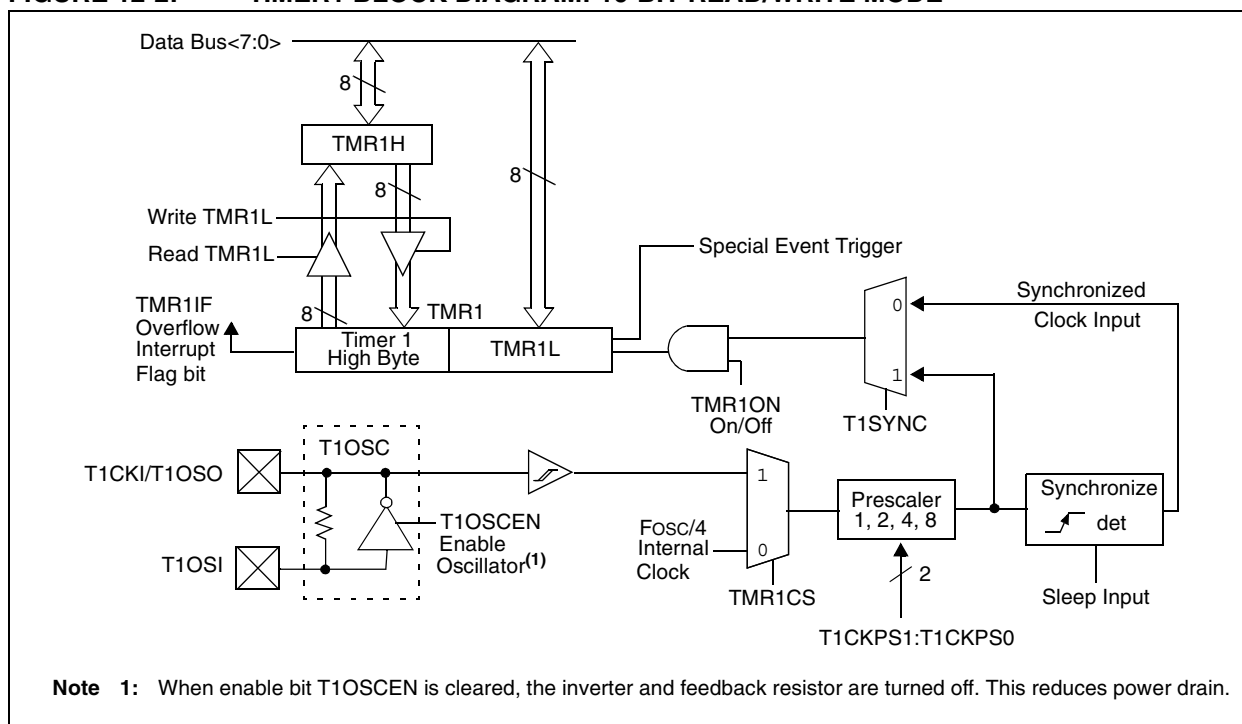 Data Bus<7:0>
8
TMR1H
8
8
Write TMR1L
Read TMR1L
Special Event Trigger
TMR1IF
Overflow
Interrupt
Flag bit
8
TMR1
Timer 1
High Byte
TMR1L
0
Synchronized
Clock Input
1
TMR1ON
On/Off
T1SYNC
T1OSC
T1CKI/T1OSO
1
Prescaler
1, 2, 4, 8
Synchronize
det
T1OSCEN
Enable
Oscillator(1)
FOSC/4
Internal
Clock
0
T1OSI
TMR1CS
2
Sleep Input
T1CKPS1:T1CKPS0
Note 1: When enable bit T1OSCEN is cleared, the inverter and feedback resistor are turned off. This reduces power drain.